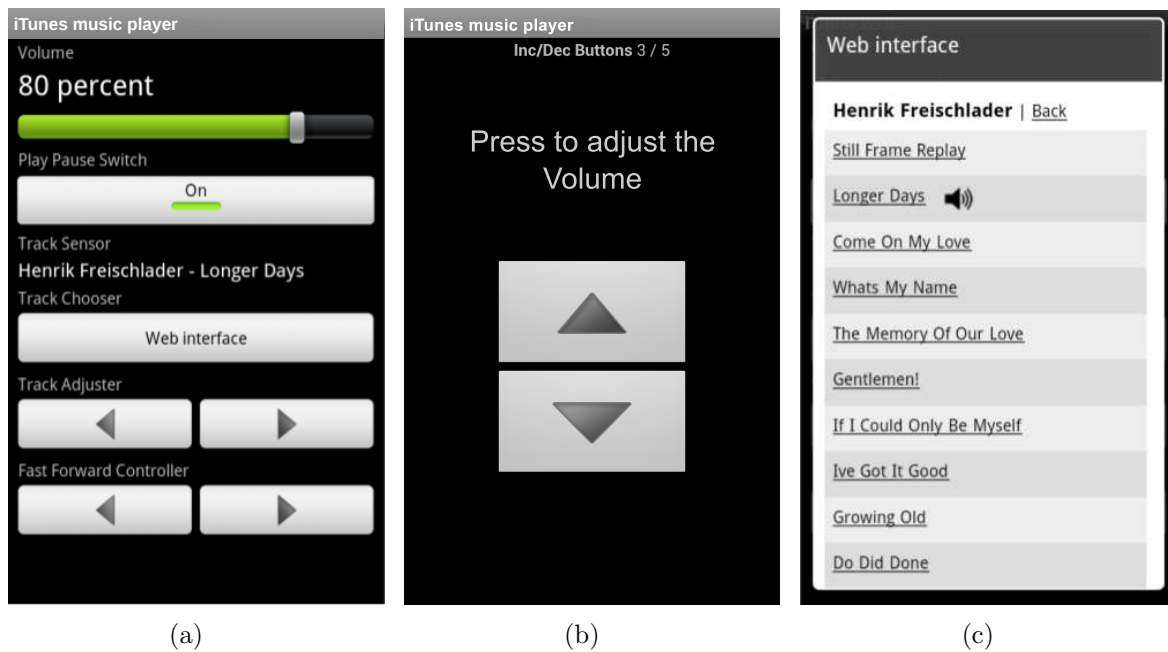 iTunes music player
Volume
80 percent
Play Pause Switch
On
Track Sensor
Henrik Freischlader - Longer Days
Track Chooser
Web interface
Track Adjuster
Fast Forward Controller
(a)
iTunes music player
Inc/Dec Buttons 3 / 5
Press to adjust the
Volume
(b)
Web interface
Henrik Freischlader | Back
Still Frame Replay
Longer Days
Come On My Love
Whats My Name
The Memory Of Our Love
Gentlemen!
If I Could Only Be Myself
Ive Got It Good
Growing Old
Do Did Done
(c)